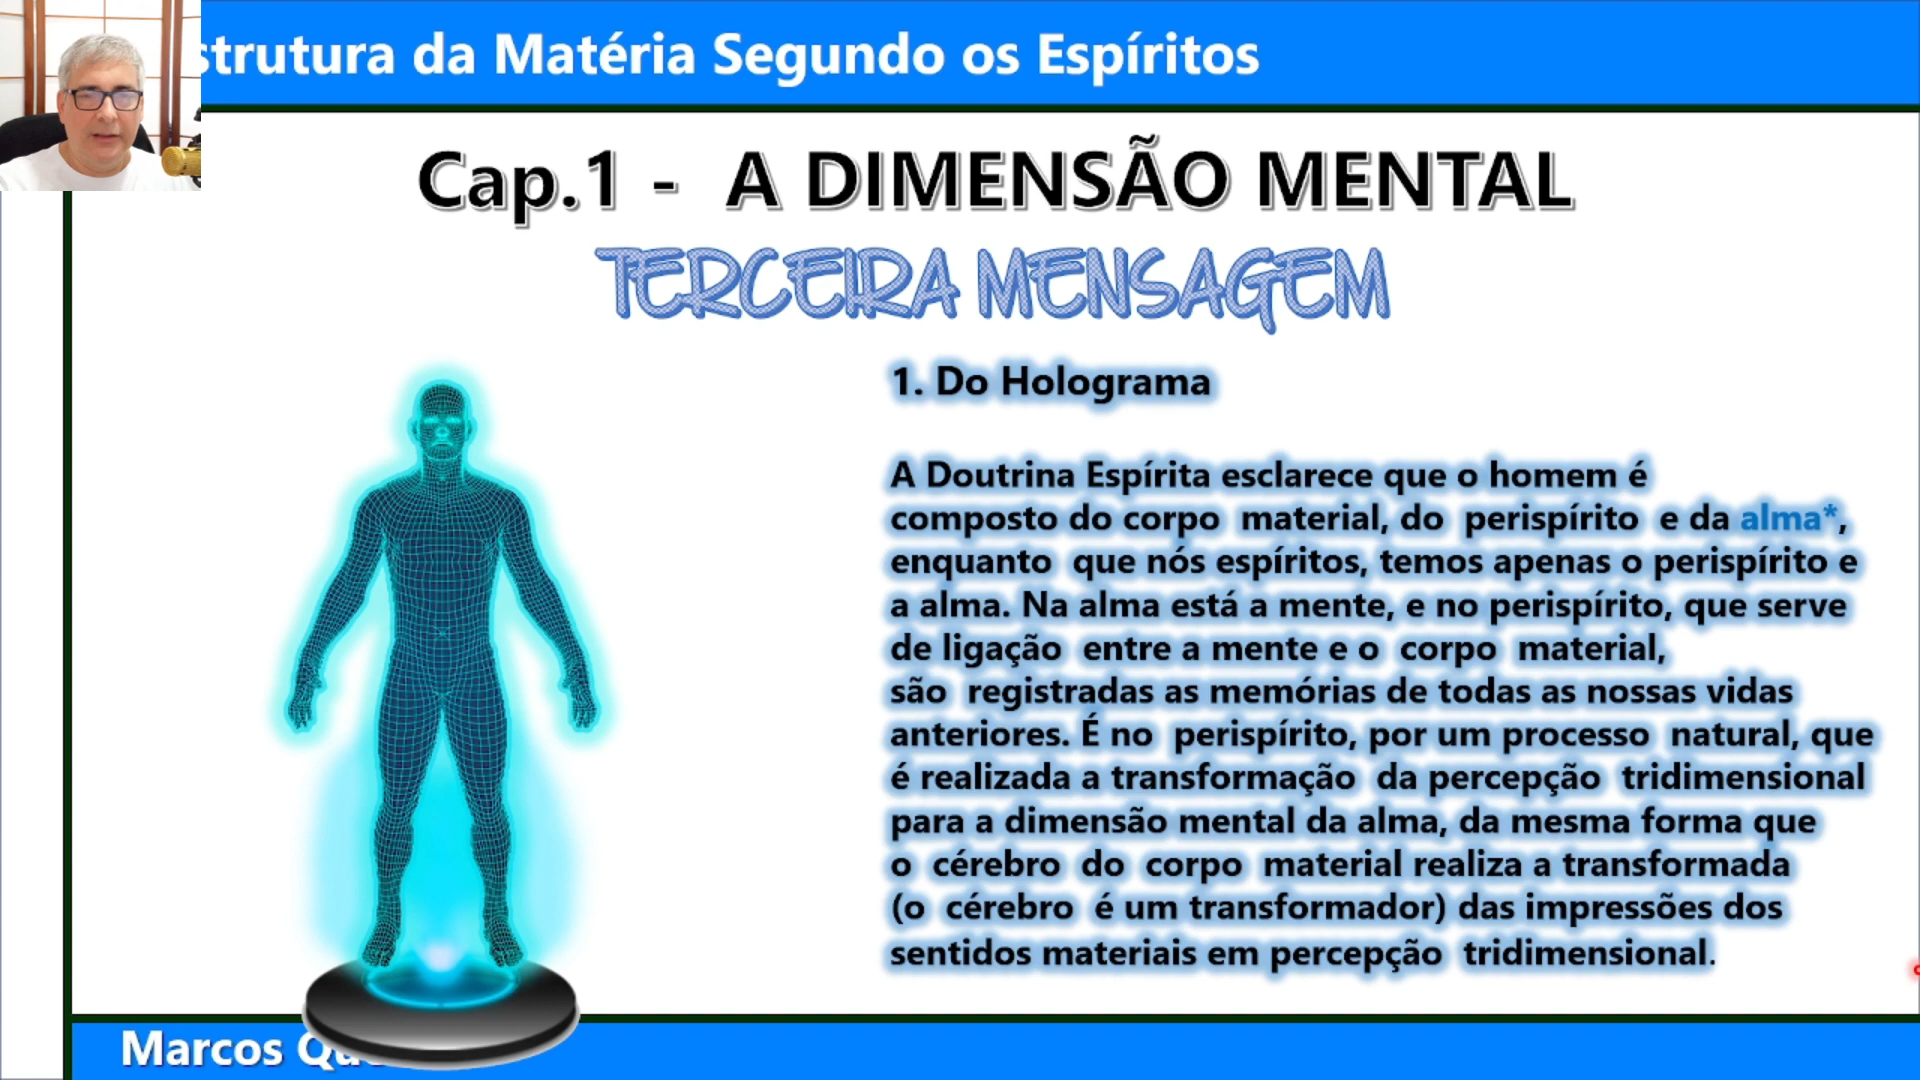 strutura da Matéria Segundo os Espíritos
Cap.1 - A DIMENSÃO MENTAL
TERCEIRA MENSAGEM
1. Do Holograma
A Doutrina Espírita esclarece que o homem é
composto do corpo material, do perispírito e da alma*,
enquanto que nós espíritos, temos apenas o perispírito e
a alma. Na alma está a mente, e no perispírito, que serve
de ligação entre a mente e o corpo material,
são registradas as memórias de todas as nossas vidas
anteriores. É no perispírito, por um processo natural, que
é realizada a transformação da percepção tridimensional
para a dimensão mental da alma, da mesma forma que
o cérebro do corpo material realiza a transformada
(o cérebro é um transformador) das impressões dos
sentidos materiais em percepção tridimensional.
Marcos